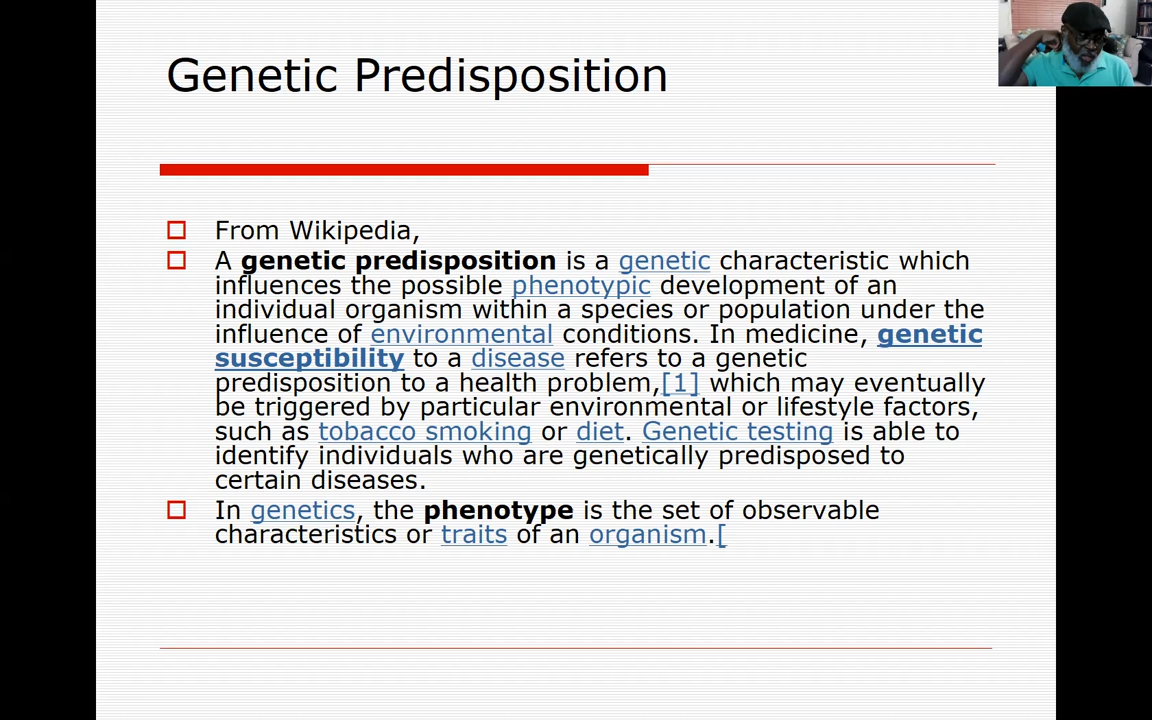 Genetic Predisposition
From Wikipedia,
A genetic predisposition is a genetic characteristic which
influences the possible phenotypic development of an
individual organism within a species or population under the
influence of environmental conditions. In medicine, genetic
susceptibility to a disease refers to a genetic
predisposition to a health problem,[1] which may eventually
be triggered by particular environmental or lifestyle factors,
such as tobacco smoking or diet. Genetic testing is able to
identify individuals who are genetically predisposed to
certain diseases.
In genetics, the phenotype is the set of observable
characteristics or traits of an organism.[